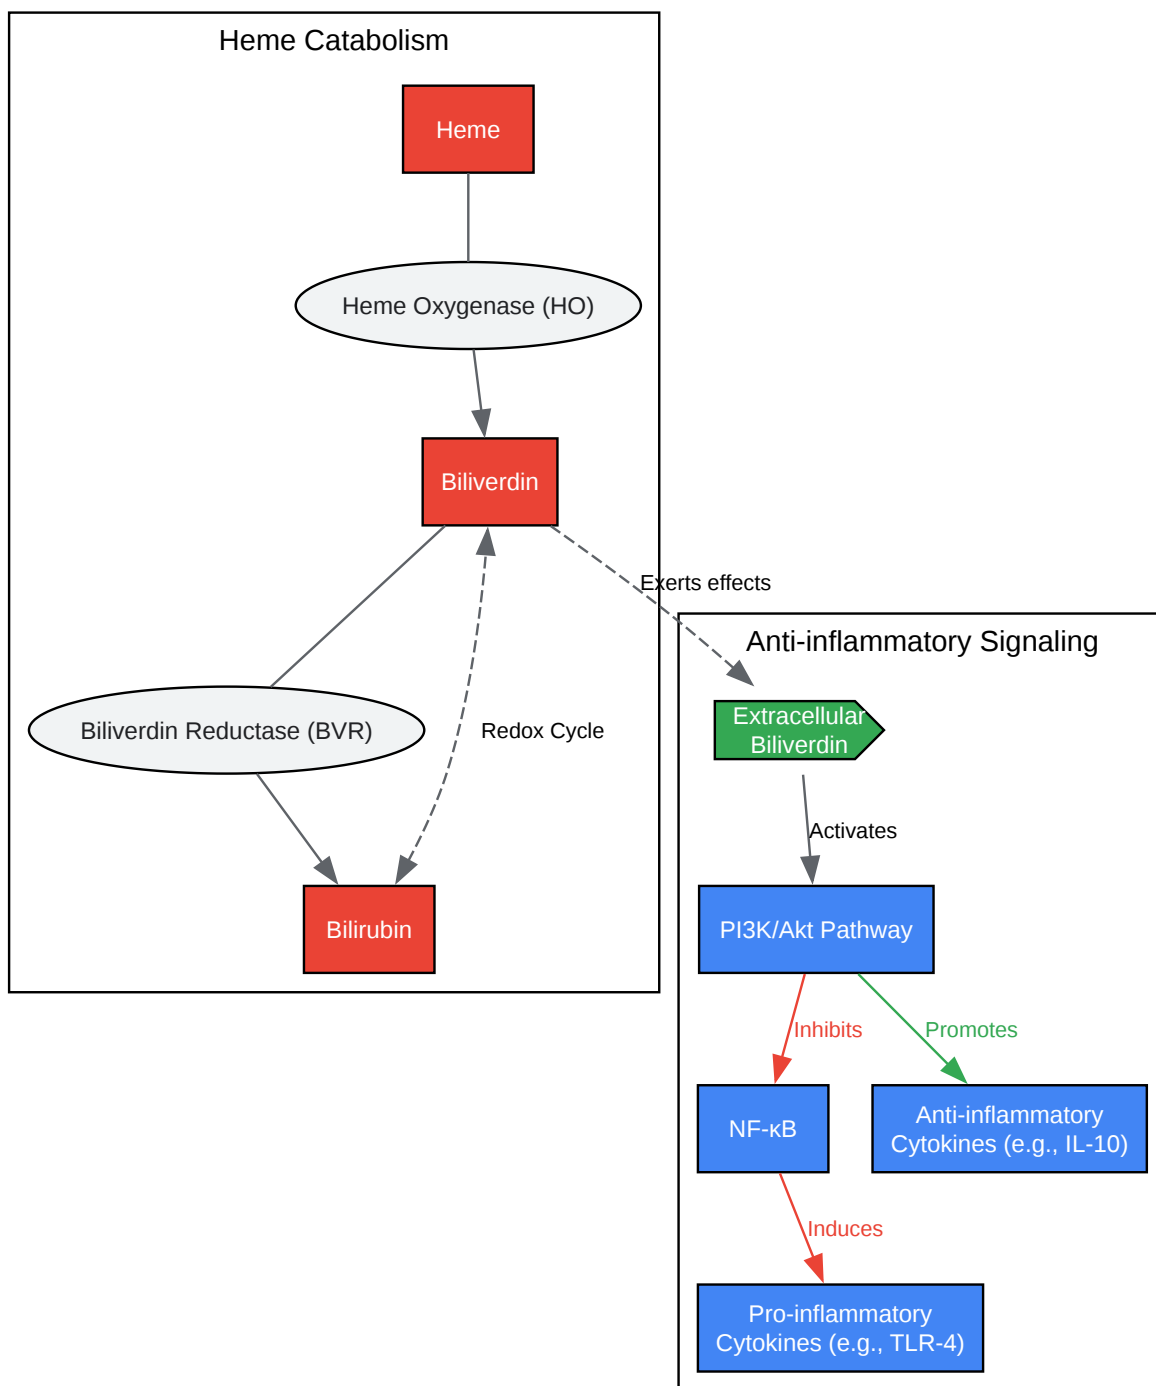 Heme Catabolism
Heme
Heme Oxygenase (HO)
Biliverdin
Exerts effects
Biliverdin Reductase (BVR)
Redox Cycle
Bilirubin
Anti-inflammatory Signaling
Extracellular
Biliverdin
Activates
PI3K/Akt Pathway
Inhibits
Promotes
NF-κB
Anti-inflammatory
Cytokines (e.g., IL-10)
Induces
Pro-inflammatory
Cytokines (e.g., TLR-4)